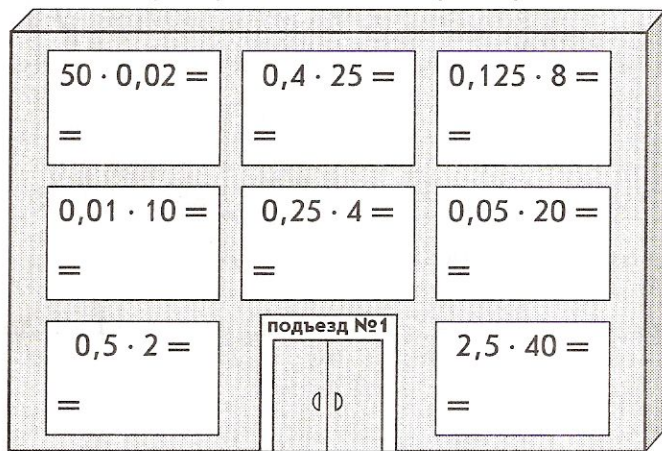 50 · 0,02 =
=
0,4 · 25 =
=
0,125 · 8 =
=
0,01 · 10 =
=
0,25 · 4 =
=
0,05 · 20 =
=
0,5 · 2 =
=
подъезд №1
2,5 · 40 =
=